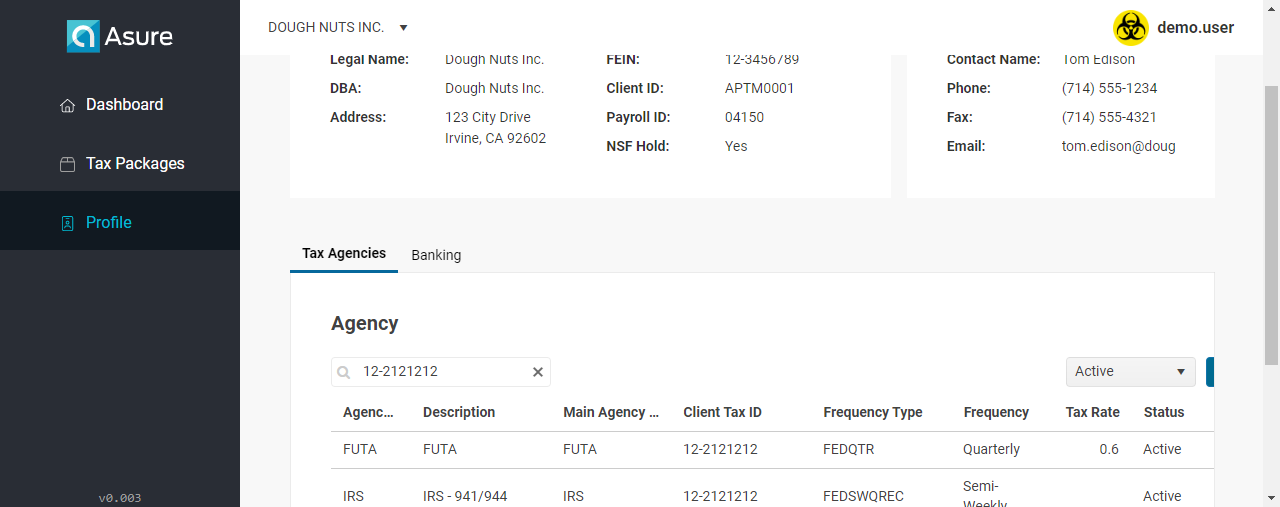 Asure
Dashboard
Tax Packages
Profile
v0.003
DOUGH NUTS INC.
demo.user
Legal Name: Dough Nuts Inc.
DBA: Dough Nuts Inc.
Address: 123 City Drive
Irvine, CA 92602
FEIN: 12-3456789
Client ID: APTM0001
Payroll ID: 04150
NSF Hold: Yes
Contact Name: Tom Edison
Phone: (714) 555-1234
Fax: (714) 555-4321
Email: tom.edison@doug
Tax Agencies Banking
Agency
12-2121212
Active
Agenc... Description Main Agency ... Client Tax ID Frequency Type Frequency Tax Rate Status
FUTA FUTA FUTA 12-2121212 FEDQTR Quarterly 0.6 Active
IRS IRS - 941/944 IRS 12-2121212 FEDSWQREC Semi-Weekly Active